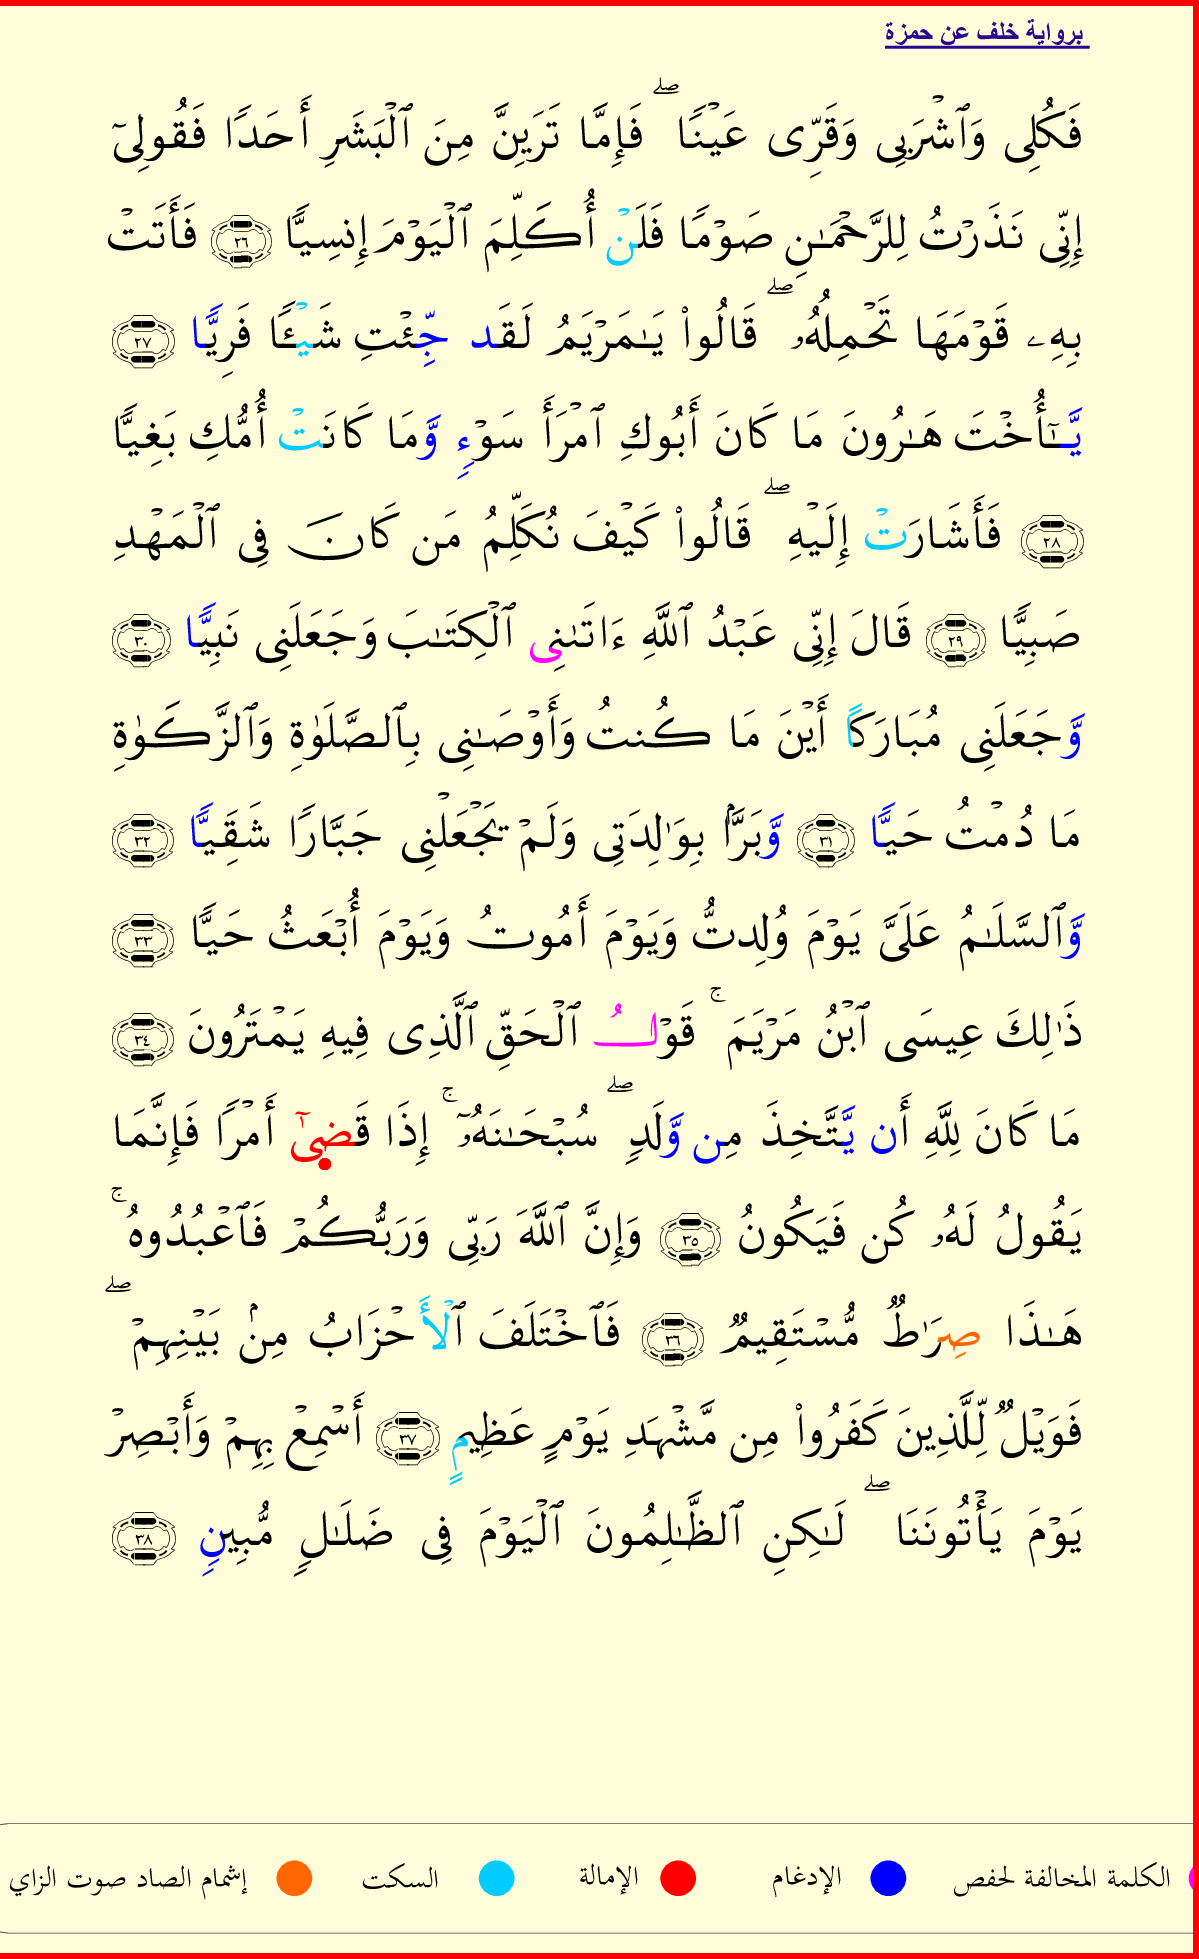 برواية خلف عن حمزة
فَكُلِى وَٱشْرَبِى وَقَرِّى عَيْنًا ۖ فَإِمَّا تَرَيِنَّ مِنَ ٱلْبَشَرِ أَحَدًا فَقُولِىٓ
إِنِّى نَذَرْتُ لِلرَّحْمَـٰنِ صَوْمًا فَلَنْ أُكَلِّمَ ٱلْيَوْمَ إِنسِيًّا ٢٦ فَأَتَتْ
بِهِۦ قَوْمَهَا تَحْمِلُهُۥ ۖ قَالُوا۟ يَـٰمَرْيَمُ لَقَد جِّئْتِ شَيْـًٔا فَرِيًّا ٢٧
يَّـٰٓأُخْتَ هَـٰرُونَ مَا كَانَ أَبُوكِ ٱمْرَأَ سَوْءٍ وَّمَا كَانَتْ أُمُّكِ بَغِيًّا
٢٨ فَأَشَارَتْ إِلَيْهِ ۖ قَالُوا۟ كَيْفَ نُكَلِّمُ مَن كَانَ فِى ٱلْمَهْدِ
صَبِيًّا ٢٩ قَالَ إِنِّى عَبْدُ ٱللَّهِ ءَاتَـٰنِى ٱلْكِتَـٰبَ وَجَعَلَنِى نَبِيًّا ٣٠
وَّجَعَلَنِى مُبَارَكًا أَيْنَ مَا كُنتُ وَأَوْصَـٰنِى بِٱلصَّلَوٰةِ وَٱلزَّكَوٰةِ
مَا دُمْتُ حَيًّا ٣١ وَّبَرًّۢا بِوَٰلِدَتِى وَلَمْ يَجْعَلْنِى جَبَّارًا شَقِيًّا ٣٢
وَّٱلسَّلَـٰمُ عَلَىَّ يَوْمَ وُلِدتُّ وَيَوْمَ أَمُوتُ وَيَوْمَ أُبْعَثُ حَيًّا ٣٣
ذَٰلِكَ عِيسَى ٱبْنُ مَرْيَمَ ۚ قَوْلُ ٱلْحَقِّ ٱلَّذِى فِيهِ يَمْتَرُونَ ٣٤
مَا كَانَ لِلَّهِ أَن يَّتَّخِذَ مِن وَّلَدٍ ۖ سُبْحَـٰنَهُۥٓ ۚ إِذَا قَضِىٰٓ أَمْرًا فَإِنَّمَا
يَقُولُ لَهُۥ كُن فَيَكُونُ ٣٥ وَإِنَّ ٱللَّهَ رَبِّى وَرَبُّكُمْ فَٱعْبُدُوهُ ۚ
هَـٰذَا صِرَٰطٌ مُّسْتَقِيمٌ ٣٦ فَٱخْتَلَفَ ٱلْأَحْزَابُ مِنۢ بَيْنِهِمْ ۖ
فَوَيْلٌ لِّلَّذِينَ كَفَرُوا۟ مِن مَّشْهَدِ يَوْمٍ عَظِيمٍ ٣٧ أَسْمِعْ بِهِمْ وَأَبْصِرْ
يَوْمَ يَأْتُونَنَا ۖ لَـٰكِنِ ٱلظَّـٰلِمُونَ ٱلْيَوْمَ فِى ضَلَـٰلٍ مُّبِينٍ ٣٨
الكلمة المخالفة لحفص الإدغام الإمالة السكت إشمام الصاد صوت الزاي